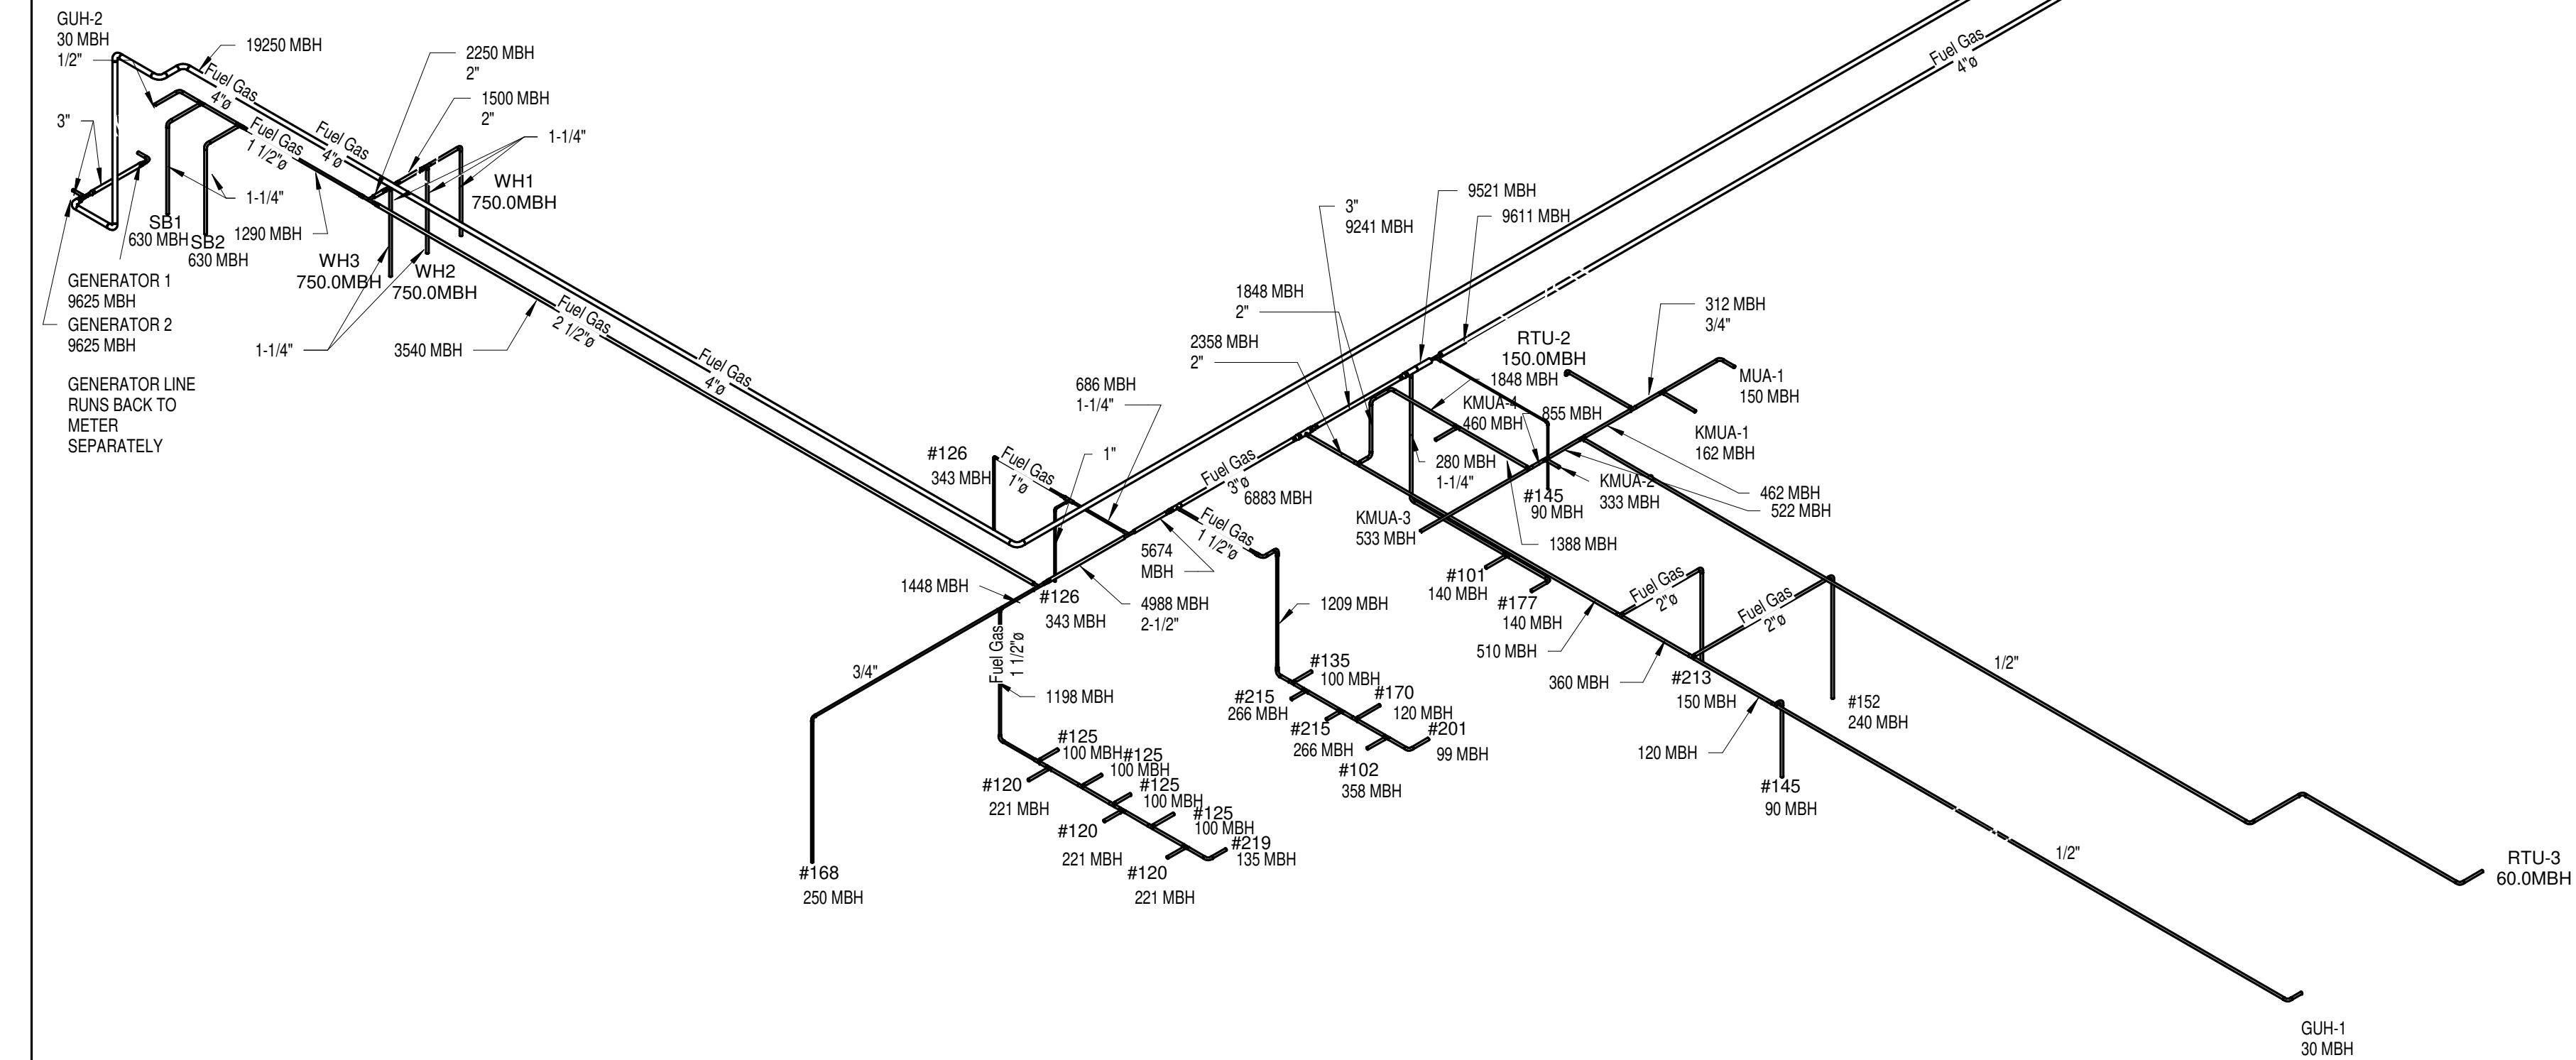 GUH-2
30 MBH
1/2"
19250 MBH
Fuel Gas
4"ø
2250 MBH
2"
1500 MBH
2"
1-1/4"
3"
Fuel Gas
1 1/2"ø
Fuel Gas
4"ø
WH1
750.0MBH
1-1/4"
SB1
630 MBH
SB2
630 MBH
1290 MBH
WH3
750.0MBH
WH2
750.0MBH
GENERATOR 1
9625 MBH
GENERATOR 2
9625 MBH
1-1/4"
3540 MBH
Fuel Gas
2 1/2"ø
GENERATOR LINE
RUNS BACK TO
METER
SEPARATELY
Fuel Gas
4"ø
Fuel Gas
4"ø
9521 MBH
9611 MBH
3"
9241 MBH
1848 MBH
2"
2358 MBH
2"
312 MBH
3/4"
RTU-2
150.0MBH
1848 MBH
MUA-1
150 MBH
686 MBH
1-1/4"
KMUA-4
460 MBH
855 MBH
KMUA-1
162 MBH
#126
343 MBH
Fuel Gas
1"ø
1"
Fuel Gas
3"ø
6883 MBH
280 MBH
1-1/4"
#145
90 MBH
KMUA-2
333 MBH
462 MBH
522 MBH
KMUA-3
533 MBH
1388 MBH
Fuel Gas
1 1/2"ø
5674
MBH
1448 MBH
#126
343 MBH
4988 MBH
2-1/2"
1209 MBH
#101
140 MBH
#177
140 MBH
510 MBH
Fuel Gas
2"ø
Fuel Gas
2"ø
3/4"
Fuel Gas
1 1/2"ø
1198 MBH
#135
100 MBH
#215
266 MBH
#170
120 MBH
#215
266 MBH
#201
99 MBH
#102
358 MBH
360 MBH
#213
150 MBH
120 MBH
#152
240 MBH
1/2"
#145
90 MBH
#125
100 MBH
#125
100 MBH
#120
221 MBH
#125
100 MBH
#125
100 MBH
#120
221 MBH
#219
135 MBH
#120
221 MBH
#168
250 MBH
1/2"
RTU-3
60.0MBH
GUH-1
30 MBH